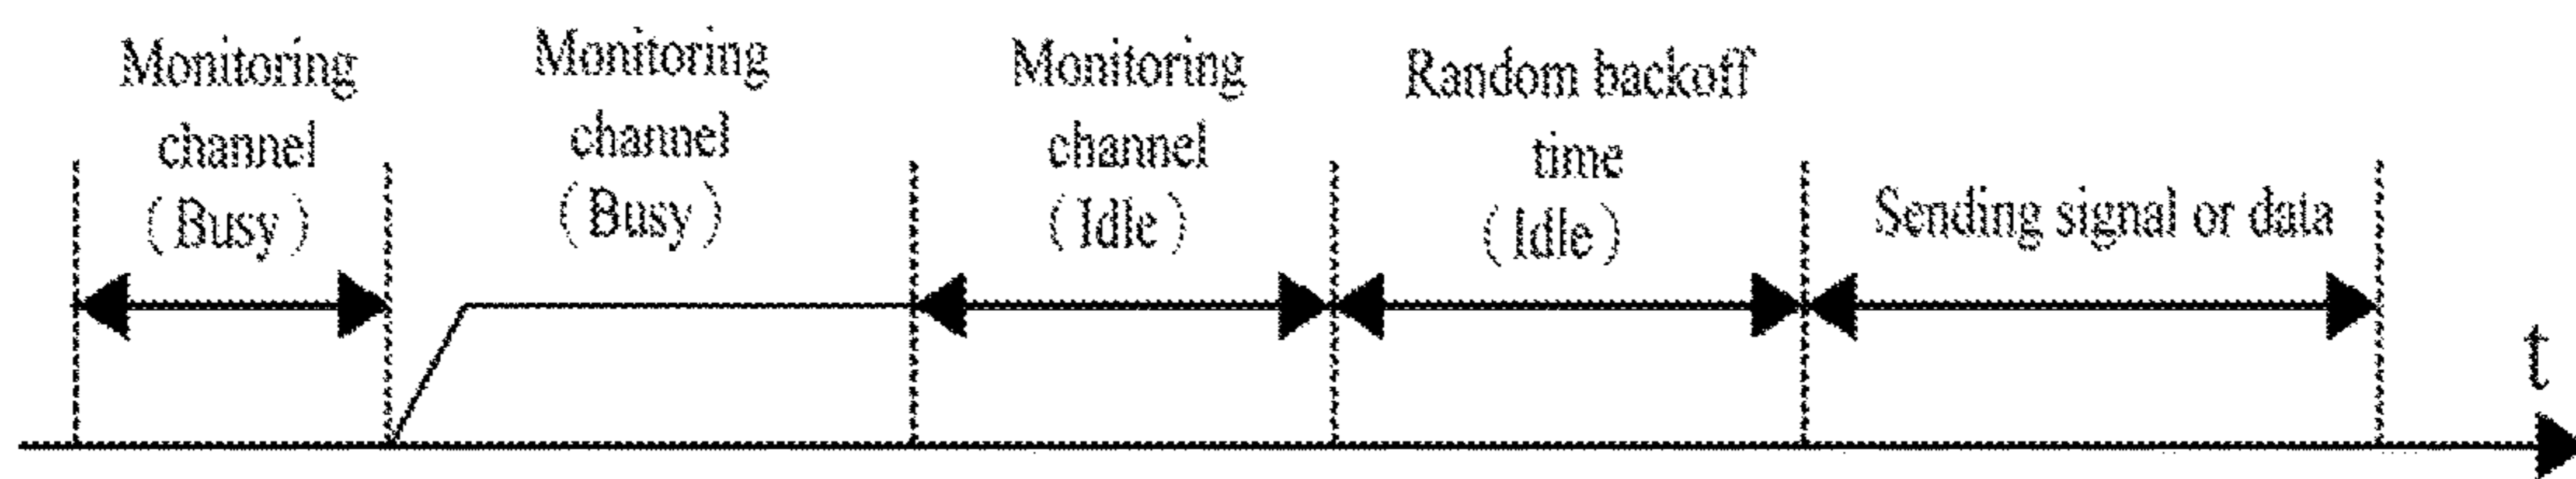 Monitoring
channel
( Busy )
Monitoring
channel
( Busy )
Monitoring
channel
( Idle )
Random backoff
time
( Idle )
Sending signal or data
t